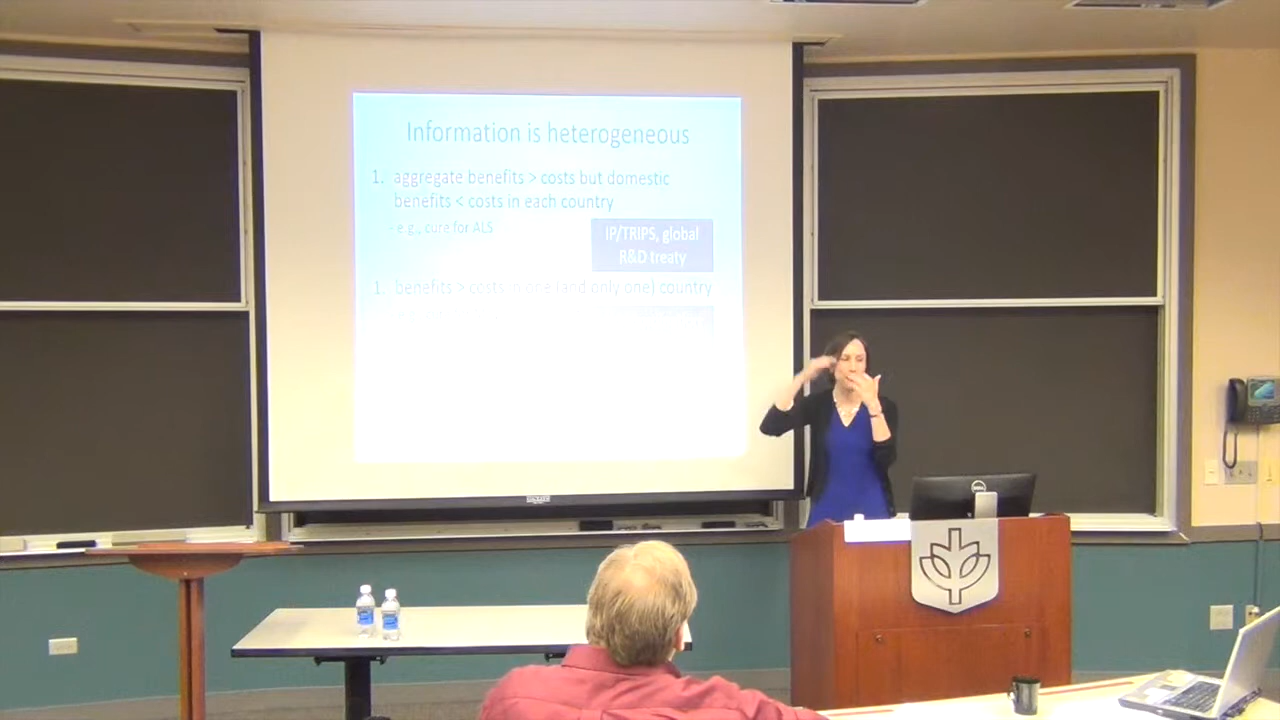 Information is heterogeneous
1. aggregate benefits > costs but domestic
benefits < costs in each country
- e.g., cure for ALS
IP/TRIPS, global
R&D treaty
1. benefits > costs in one (and only one) country
DELL